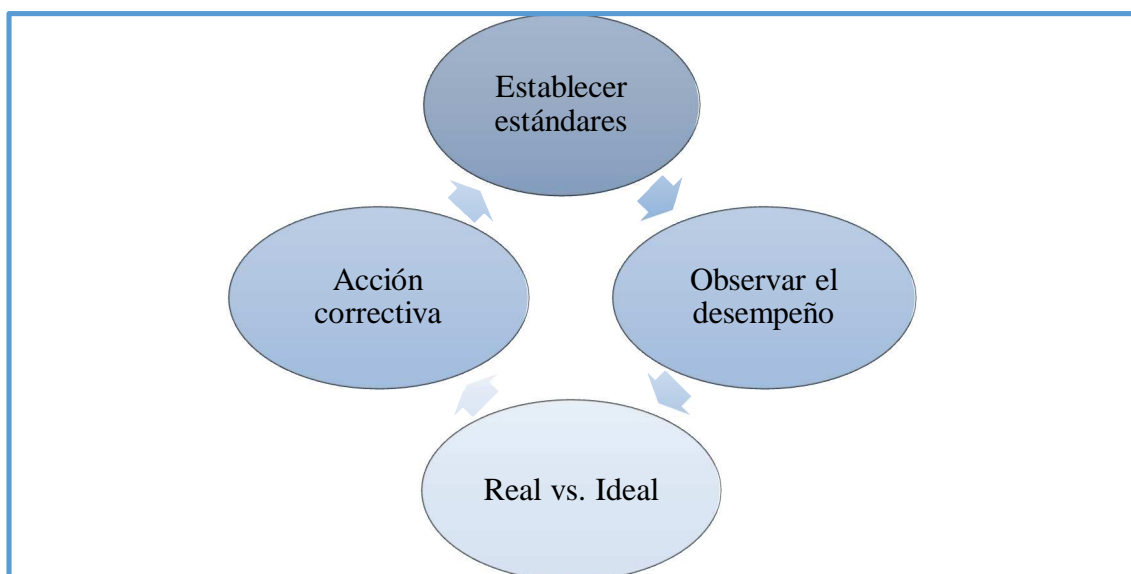 Establecer
estándares
Acción
correctiva
Observar el
desempeño
Real vs. Ideal